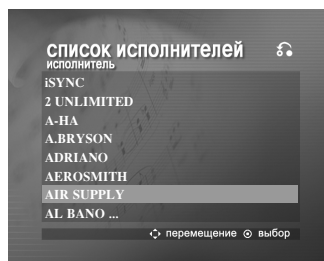 список исполнителей
исполнитель
iSYNC
2 UNLIMITED
A-HA
A.BRYSON
ADRIANO
AEROSMITH
AIR SUPPLY
AL BANO ...
перемещение выбор